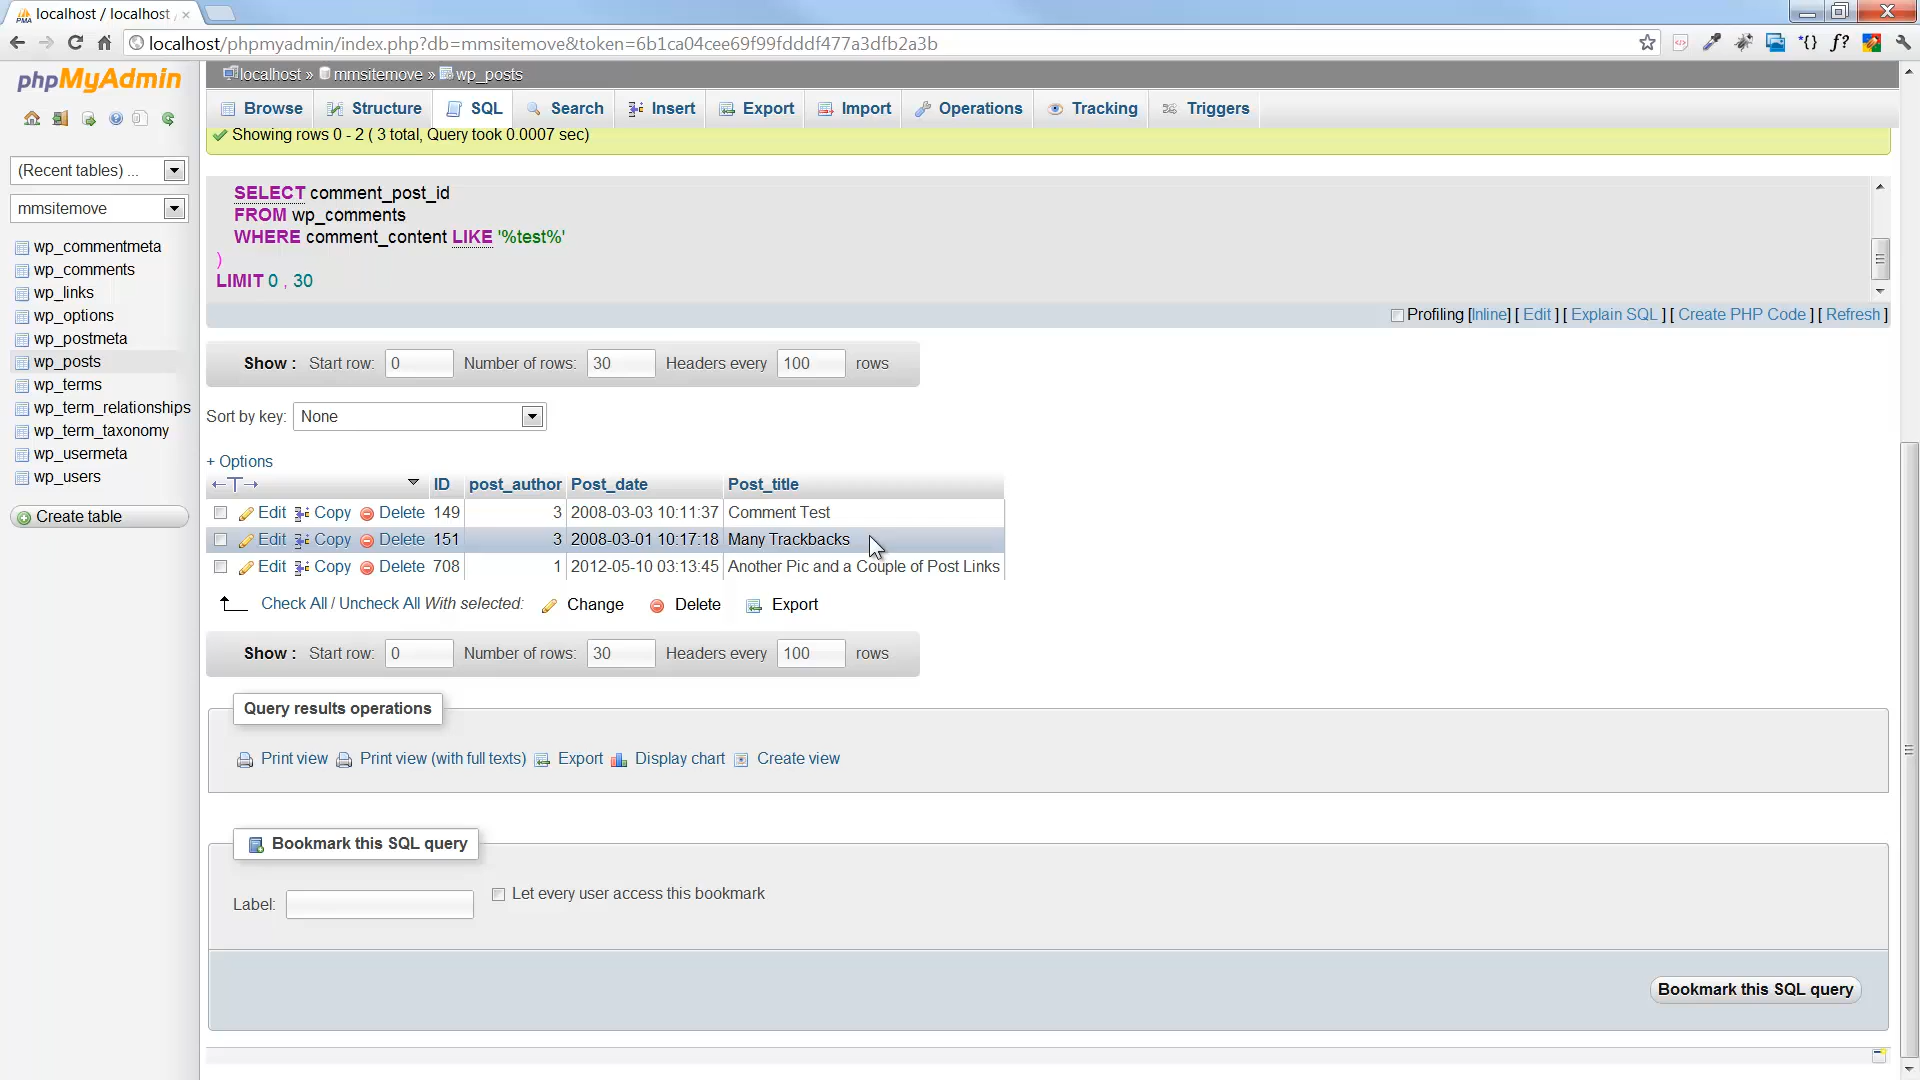 localhost / localhost
localhost/phpmyadmin/index.php?db=mmsitemove&token=6b1ca04cee69f99fdddf477a3dfb2a3b
phpMyAdmin
localhost » mmsitemove » wp_posts
Browse Structure SQL Search Insert Export Import Operations Tracking Triggers
Showing rows 0 - 2 ( 3 total, Query took 0.0007 sec)
(Recent tables) ...
mmsitemove
wp_commentmeta
wp_comments
wp_links
wp_options
wp_postmeta
wp_posts
wp_terms
wp_term_relationships
wp_term_taxonomy
wp_usermeta
wp_users
Create table
SELECT comment_post_id
FROM wp_comments
WHERE comment_content LIKE '%test%'
)
LIMIT 0 , 30
Profiling [Inline] [ Edit ] [ Explain SQL ] [ Create PHP Code ] [ Refresh ]
Show : Start row: 0 Number of rows: 30 Headers every 100 rows
Sort by key: None
+ Options
←T→ ID post_author Post_date Post_title
Edit Copy Delete 149 3 2008-03-03 10:11:37 Comment Test
Edit Copy Delete 151 3 2008-03-01 10:17:18 Many Trackbacks
Edit Copy Delete 708 1 2012-05-10 03:13:45 Another Pic and a Couple of Post Links
Check All / Uncheck All With selected: Change Delete Export
Show : Start row: 0 Number of rows: 30 Headers every 100 rows
Query results operations
Print view Print view (with full texts) Export Display chart Create view
Bookmark this SQL query
Label: Let every user access this bookmark
Bookmark this SQL query